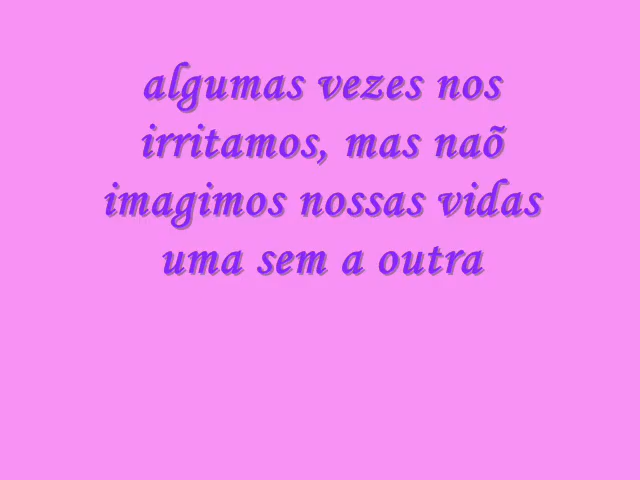 algumas vezes nos
irritamos, mas naõ
imagimos nossas vidas
uma sem a outra